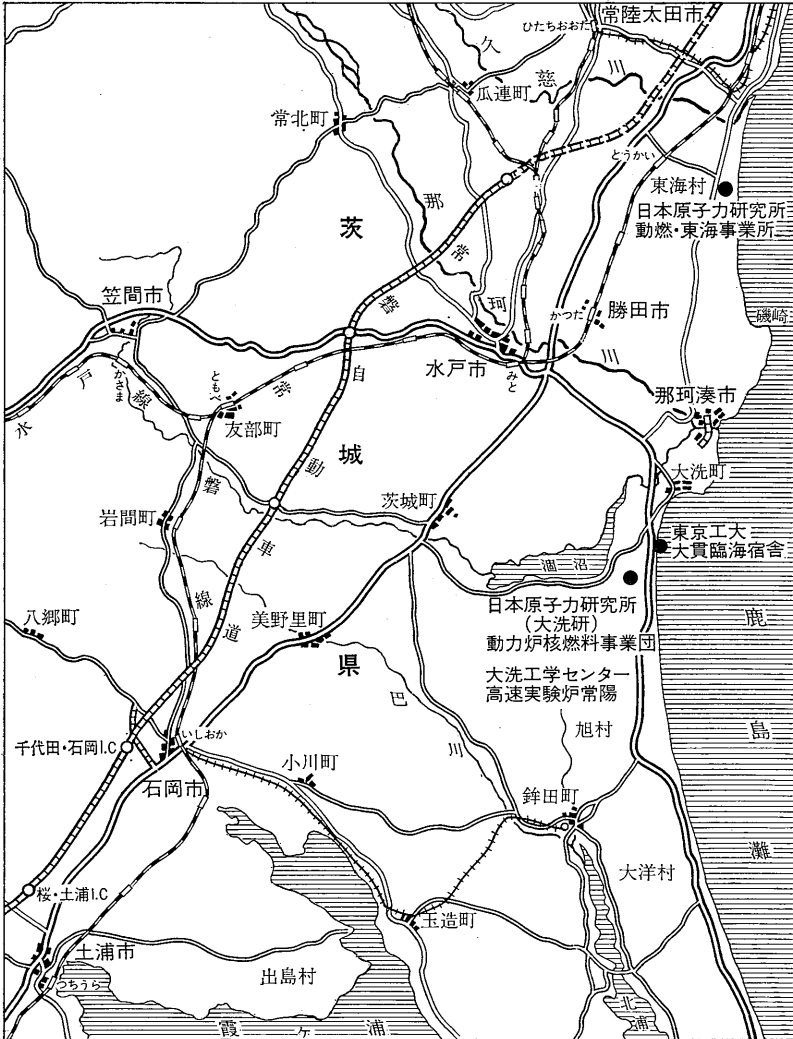 常陸太田市
ひたちおおた
久慈川
瓜連町
常北町
とうかい
東海村
日本原子力研究所
動燃・東海事業所
那珂川
茨城県
常磐自動車道
笠間市
かさま
水戸線
ともべ
友部町
常磐線
かつた
勝田市
磯崎
水戸市
みと
那珂湊市
大洗町
岩間町
茨城町
東京工大
大貫臨海宿舎
涸沼
日本原子力研究所
(大洗研)
動力炉核燃料事業団
大洗工学センター
高速実験炉常陽
鹿島灘
八郷町
美野里町
巴川
旭村
いしおか
千代田・石岡I.C
石岡市
小川町
鉾田町
大洋村
桜・土浦I.C
玉造町
土浦市
つちうら
出島村
北浦
霞ヶ浦